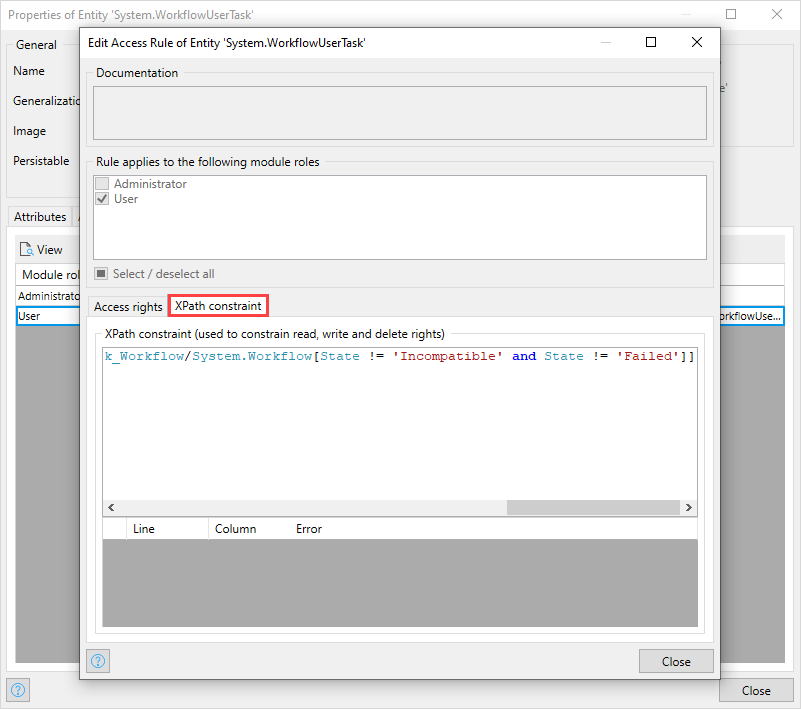 Properties of Entity 'System.WorkflowUserTask'
General
Name
Generalizatio
Image
Persistable
Attributes
View
Module rol
Administrato
User
orkflowUse...
Close
Edit Access Rule of Entity 'System.WorkflowUserTask'
Documentation
Rule applies to the following module roles
Administrator
User
Select / deselect all
Access rights XPath constraint
XPath constraint (used to constrain read, write and delete rights)
k_Workflow/System.Workflow[State != 'Incompatible' and State != 'Failed']]
Line Column Error
Close